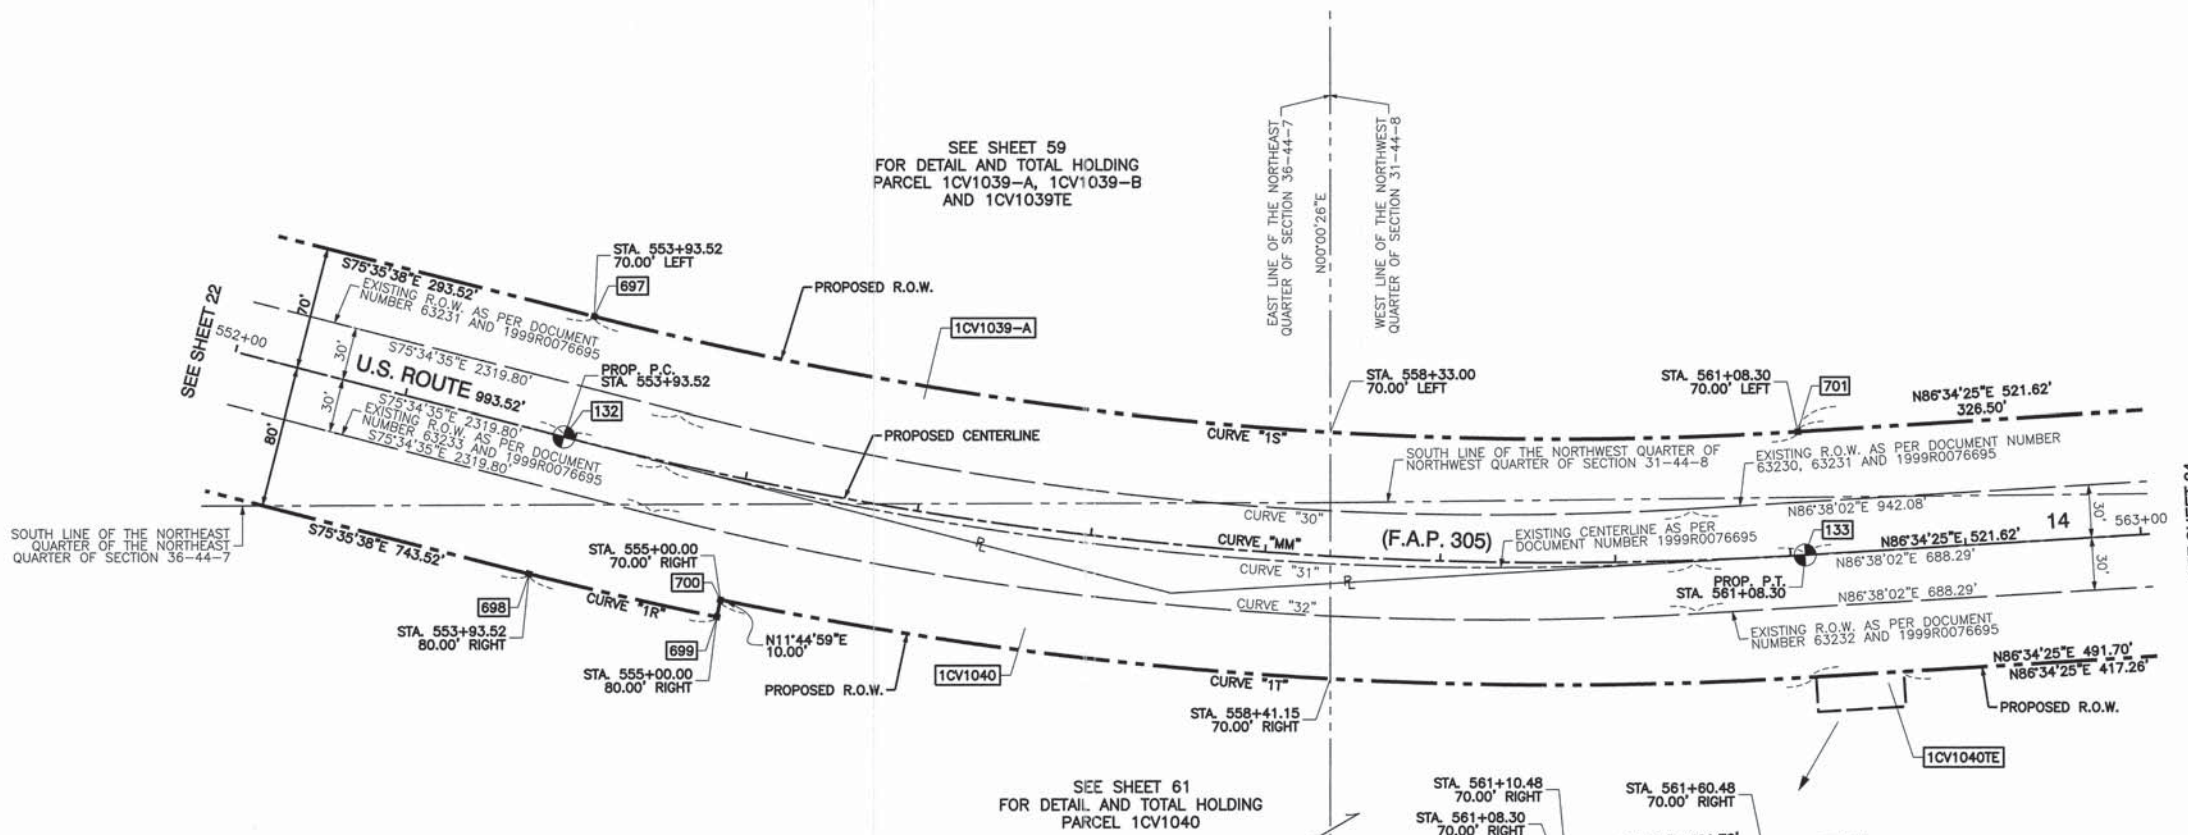 SEE SHEET 59
FOR DETAIL AND TOTAL HOLDING
PARCEL 1CV1039-A, 1CV1039-B
AND 1CV1039TE
EAST LINE OF THE NORTHEAST
QUARTER OF SECTION 36-44-7
N00°00'26"E
WEST LINE OF THE NORTHWEST
QUARTER OF SECTION 31-44-8
SEE SHEET 22
552+00
70'
80'
30'
30'
S75°35'38"E 293.52'
EXISTING R.O.W. AS PER DOCUMENT
NUMBER 63231 AND 1999R0076695
S75°34'35"E 2319.80'
U.S. ROUTE 993.52'
S75°34'35"E 2319.80'
EXISTING R.O.W. AS PER DOCUMENT
NUMBER 63233 AND 1999R0076695
S75°34'35"E 2319.80'
STA. 553+93.52
70.00' LEFT
697
PROP. P.C.
STA. 553+93.52
132
PROPOSED R.O.W.
1CV1039-A
PROPOSED CENTERLINE
STA. 558+33.00
70.00' LEFT
CURVE "1S"
STA. 561+08.30
70.00' LEFT
701
N86°34'25"E 521.62'
326.50'
SOUTH LINE OF THE NORTHWEST QUARTER OF
NORTHWEST QUARTER OF SECTION 31-44-8
EXISTING R.O.W. AS PER DOCUMENT NUMBER
63230, 63231 AND 1999R0076695
N86°38'02"E 942.08'
CURVE "30"
CURVE "MM"
CURVE "31"
CURVE "32"
(F.A.P. 305)
EXISTING CENTERLINE AS PER
DOCUMENT NUMBER 1999R0076695
133
14
563+00
30'
30'
N86°34'25"E 521.62'
N86°38'02"E 688.29'
PROP. P.T.
STA. 561+08.30
N86°38'02"E 688.29'
EXISTING R.O.W. AS PER DOCUMENT
NUMBER 63232 AND 1999R0076695
SOUTH LINE OF THE NORTHEAST
QUARTER OF THE NORTHEAST
QUARTER OF SECTION 36-44-7
S75°35'38"E 743.52'
698
STA. 553+93.52
80.00' RIGHT
CURVE "1R"
STA. 555+00.00
70.00' RIGHT
700
699
STA. 555+00.00
80.00' RIGHT
N11°44'59"E
10.00'
PROPOSED R.O.W.
1CV1040
CURVE "1T"
STA. 558+41.15
70.00' RIGHT
N86°34'25"E 491.70'
N86°34'25"E 417.26'
PROPOSED R.O.W.
1CV1040TE
SEE SHEET 61
FOR DETAIL AND TOTAL HOLDING
PARCEL 1CV1040
STA. 561+10.48
70.00' RIGHT
STA. 561+08.30
70.00' RIGHT
STA. 561+60.48
70.00' RIGHT